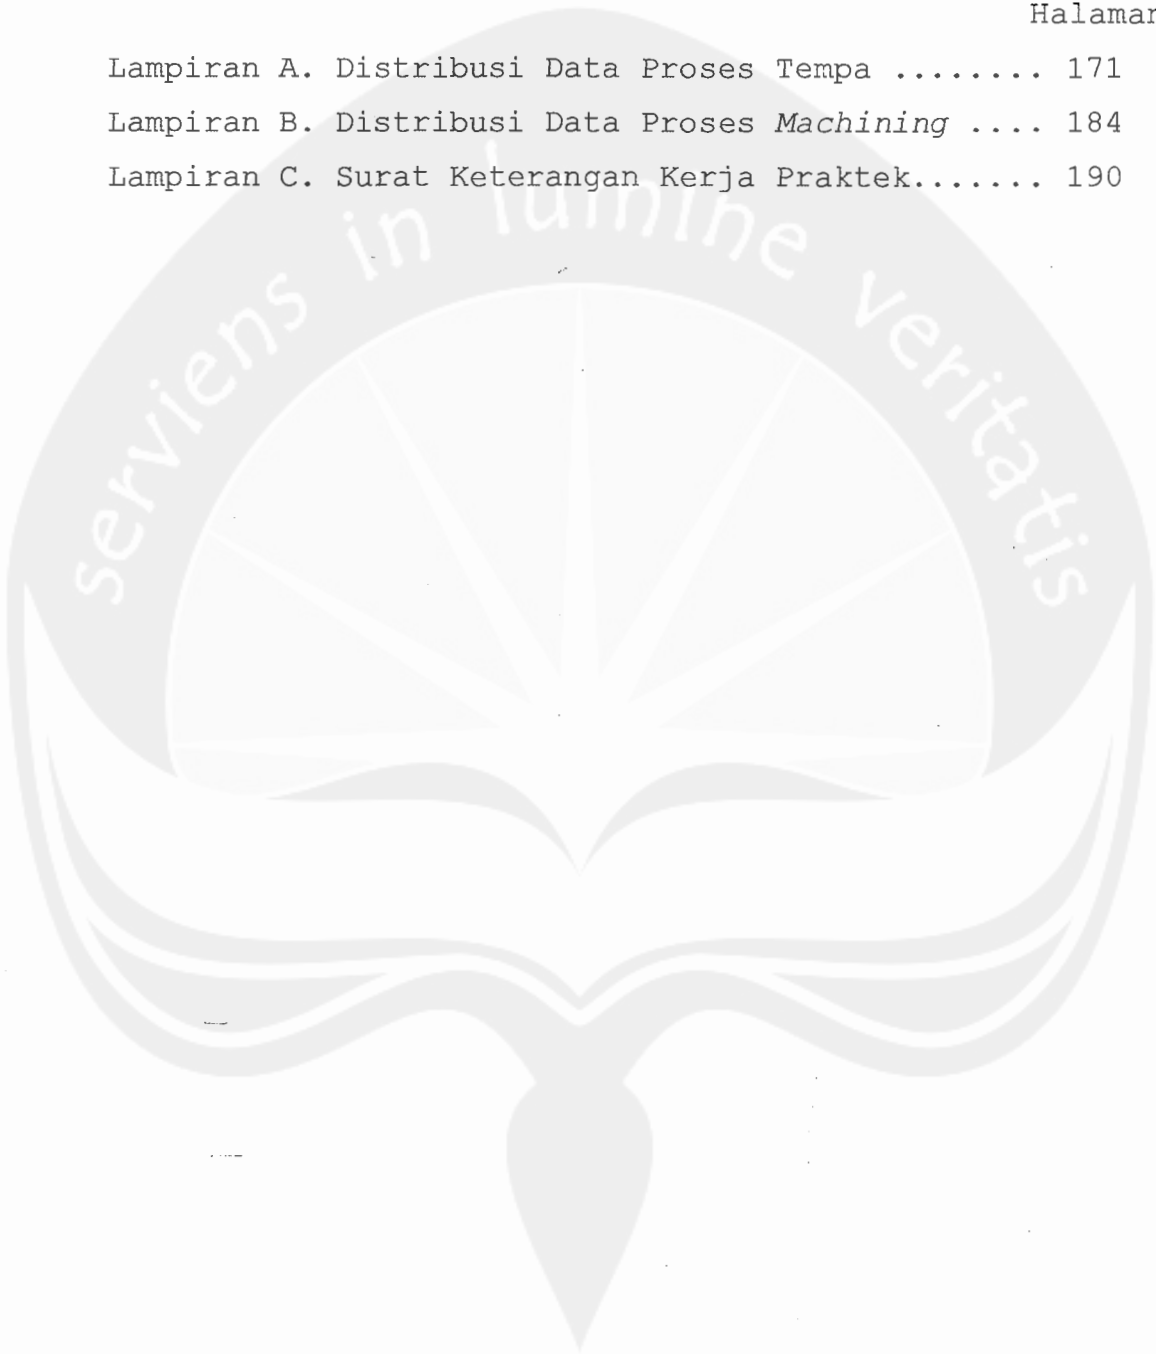 Halaman
Lampiran A. Distribusi Data Proses Tempa ........ 171
Lampiran B. Distribusi Data Proses Machining .... 184
Lampiran C. Surat Keterangan Kerja Praktek....... 190
serviens in lumine veritatis